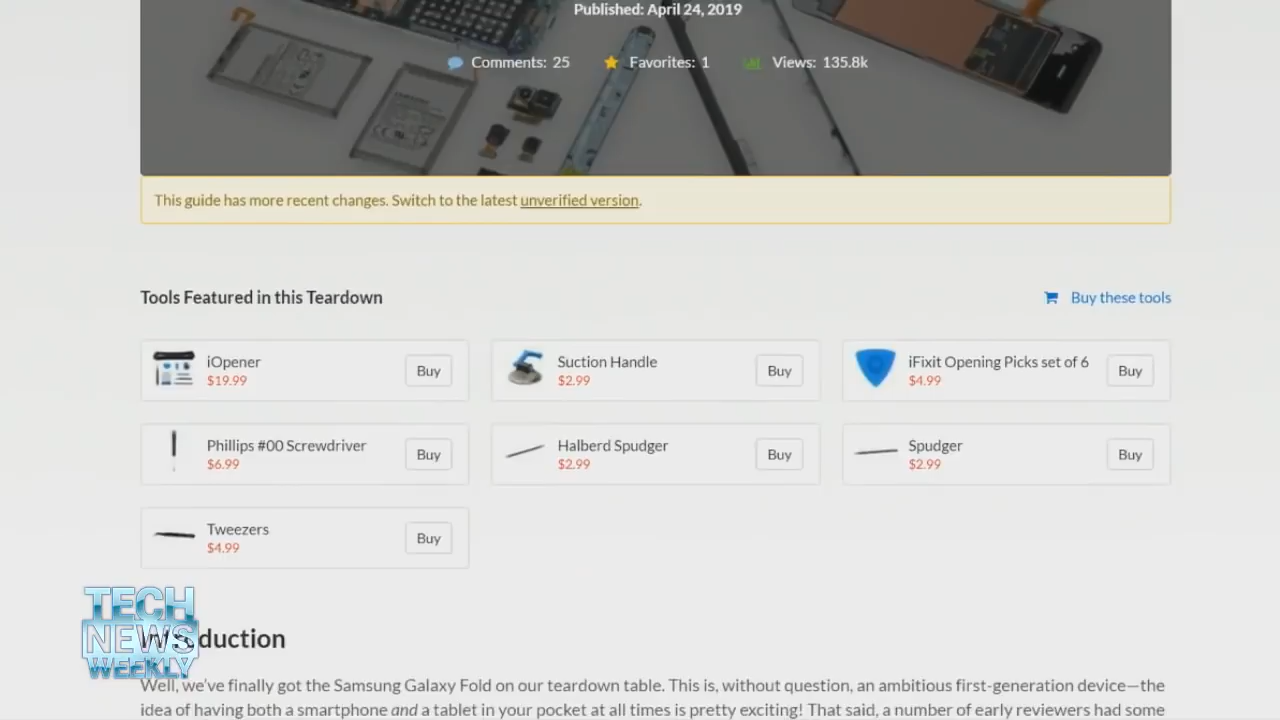 Published: April 24, 2019
Comments: 25 Favorites: 1 Views: 135.8k
This guide has more recent changes. Switch to the latest unverified version.
Tools Featured in this Teardown
Buy these tools
iOpener
$19.99
Buy
Suction Handle
$2.99
Buy
iFixit Opening Picks set of 6
$4.99
Buy
Phillips #00 Screwdriver
$6.99
Buy
Halberd Spudger
$2.99
Buy
Spudger
$2.99
Buy
Tweezers
$4.99
Buy
TECH
NEWS
WEEKLY
Introduction
Well, we've finally got the Samsung Galaxy Fold on our teardown table. This is, without question, an ambitious first-generation device—the
idea of having both a smartphone and a tablet in your pocket at all times is pretty exciting! That said, a number of early reviewers had some